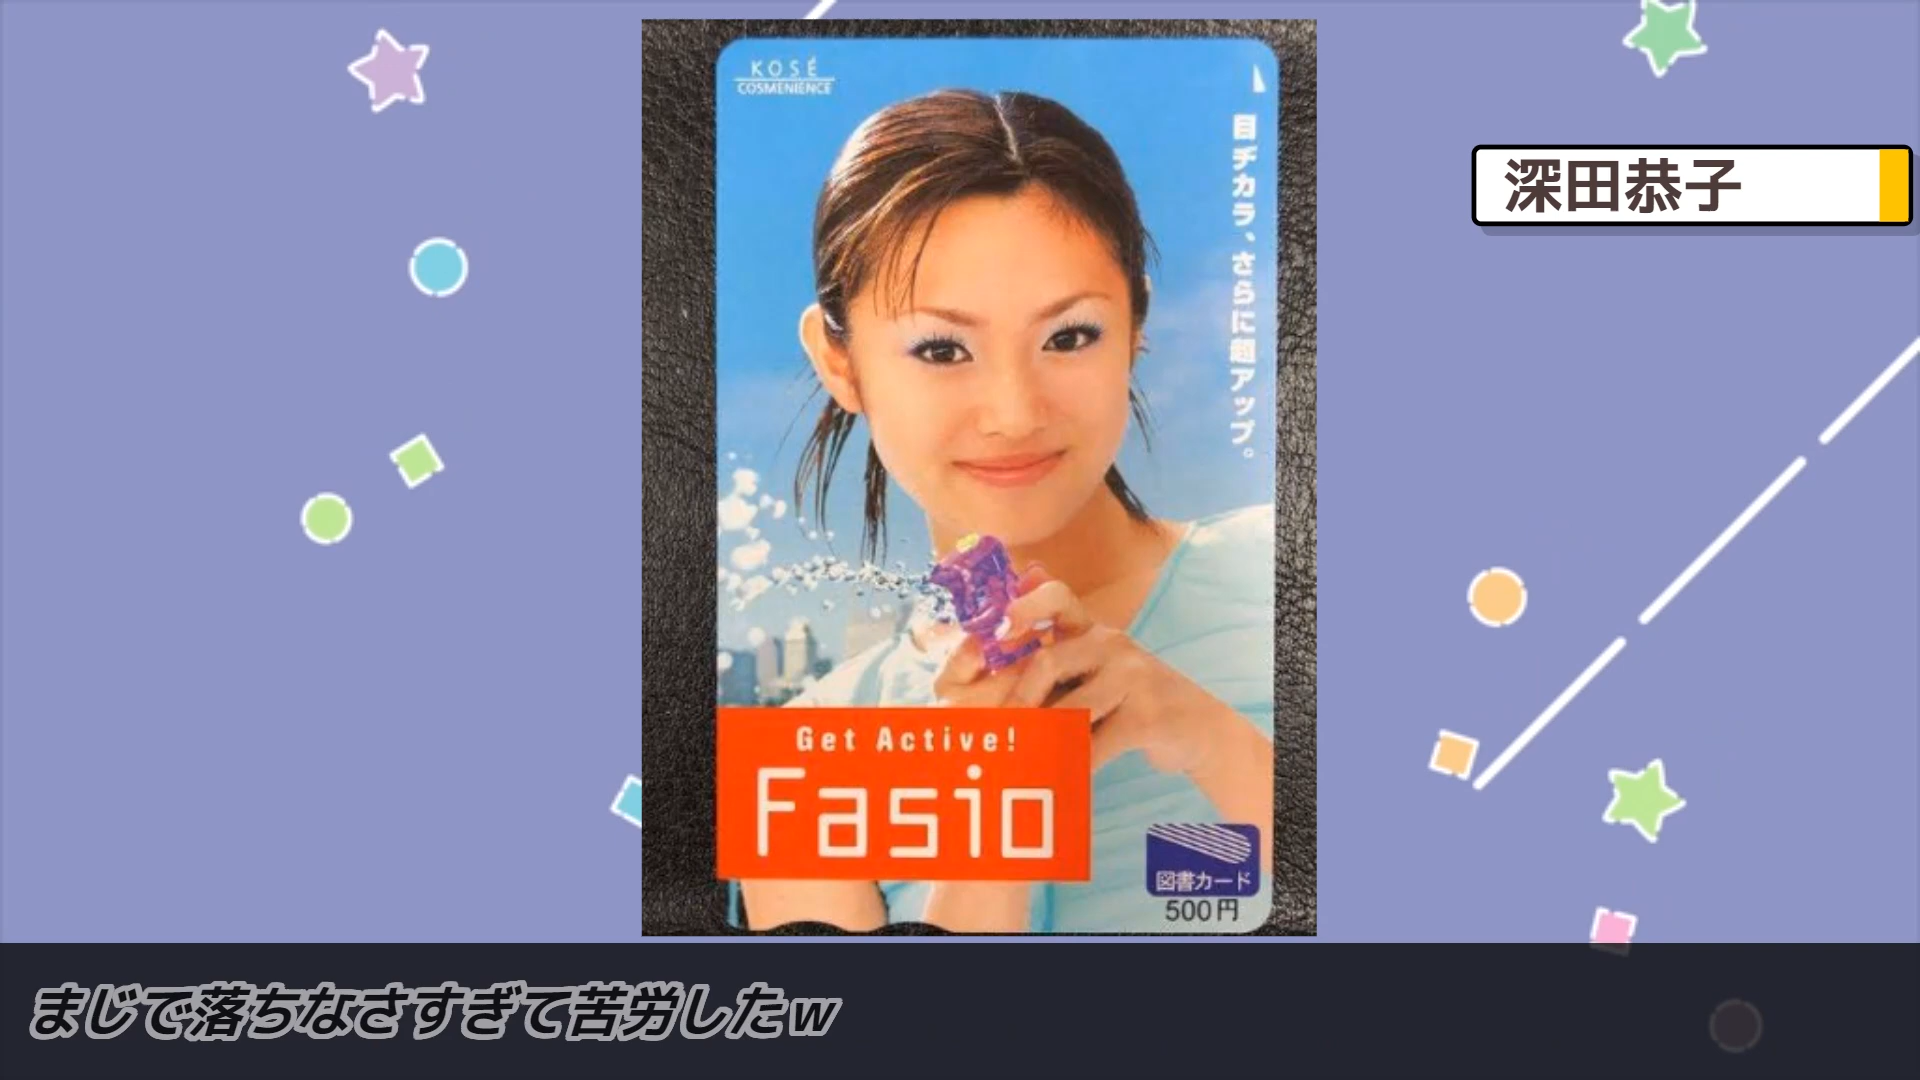 KOSÉ
COSMENIENCE
目チカラ、さらに超アップ。
深田恭子
Get Active!
Fasio
図書カード
500円
まじで落ちなさすぎて苦労したw